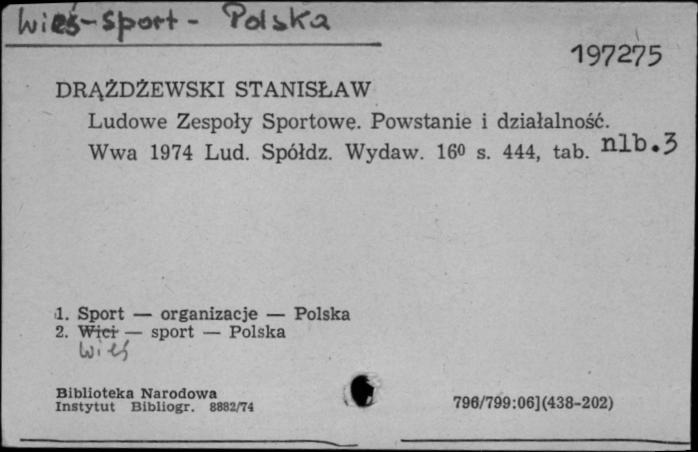 Wieś - Sport - Polska
197275
DRĄŻDŻEWSKI STANISŁAW
Ludowe Zespoły Sportowe. Powstanie i działalność.
Wwa 1974 Lud. Spółdz. Wydaw. 16⁰ s. 444, tab. nlb.3
1. Sport — organizacje — Polska
2. Wici — sport — Polska
Wieś
Biblioteka Narodowa
Instytut Bibliogr. 8882/74
796/799:06](438-202)